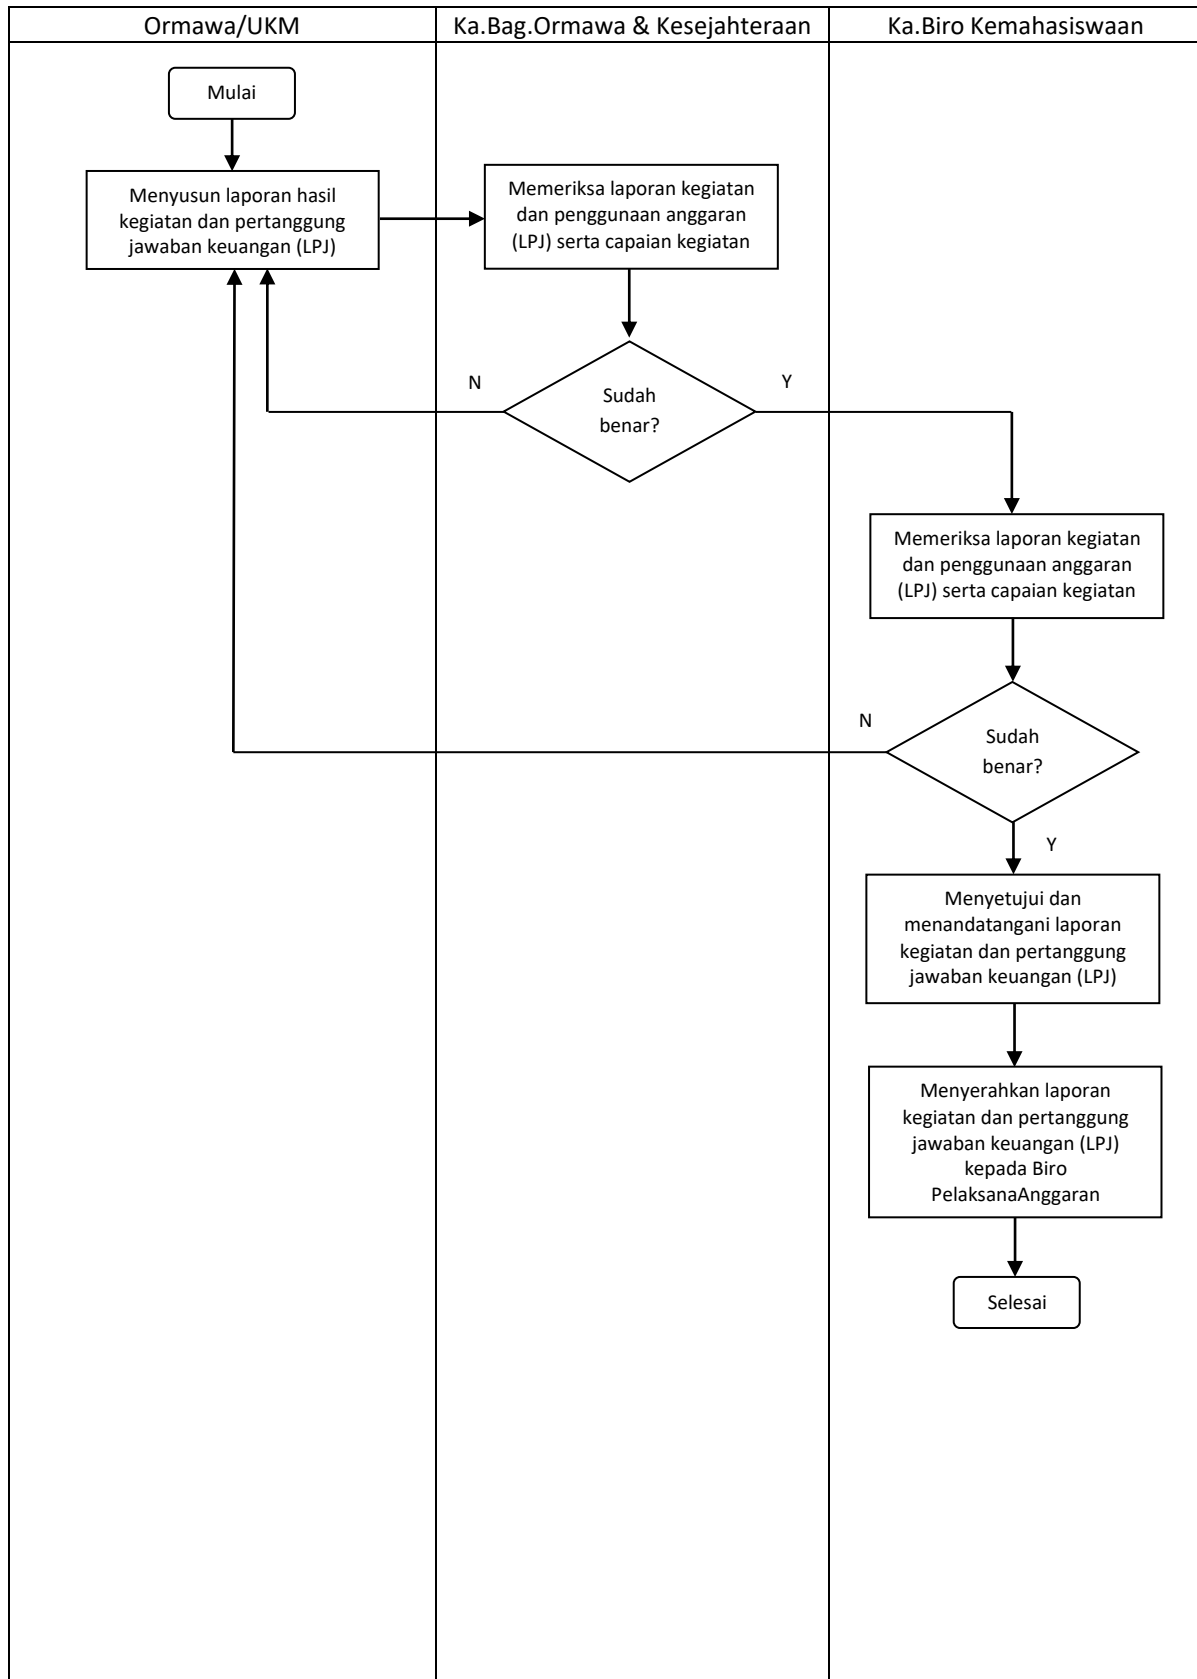 Ormawa/UKM
Ka.Bag.Ormawa & Kesejahteraan
Ka.Biro Kemahasiswaan
Mulai
Menyusun laporan hasil
kegiatan dan pertanggung
jawaban keuangan (LPJ)
Memeriksa laporan kegiatan
dan penggunaan anggaran
(LPJ) serta capaian kegiatan
N
Sudah
benar?
Y
Memeriksa laporan kegiatan
dan penggunaan anggaran
(LPJ) serta capaian kegiatan
N
Sudah
benar?
Y
Menyetujui dan
menandatangani laporan
kegiatan dan pertanggung
jawaban keuangan (LPJ)
Menyerahkan laporan
kegiatan dan pertanggung
jawaban keuangan (LPJ)
kepada Biro
PelaksanaAnggaran
Selesai